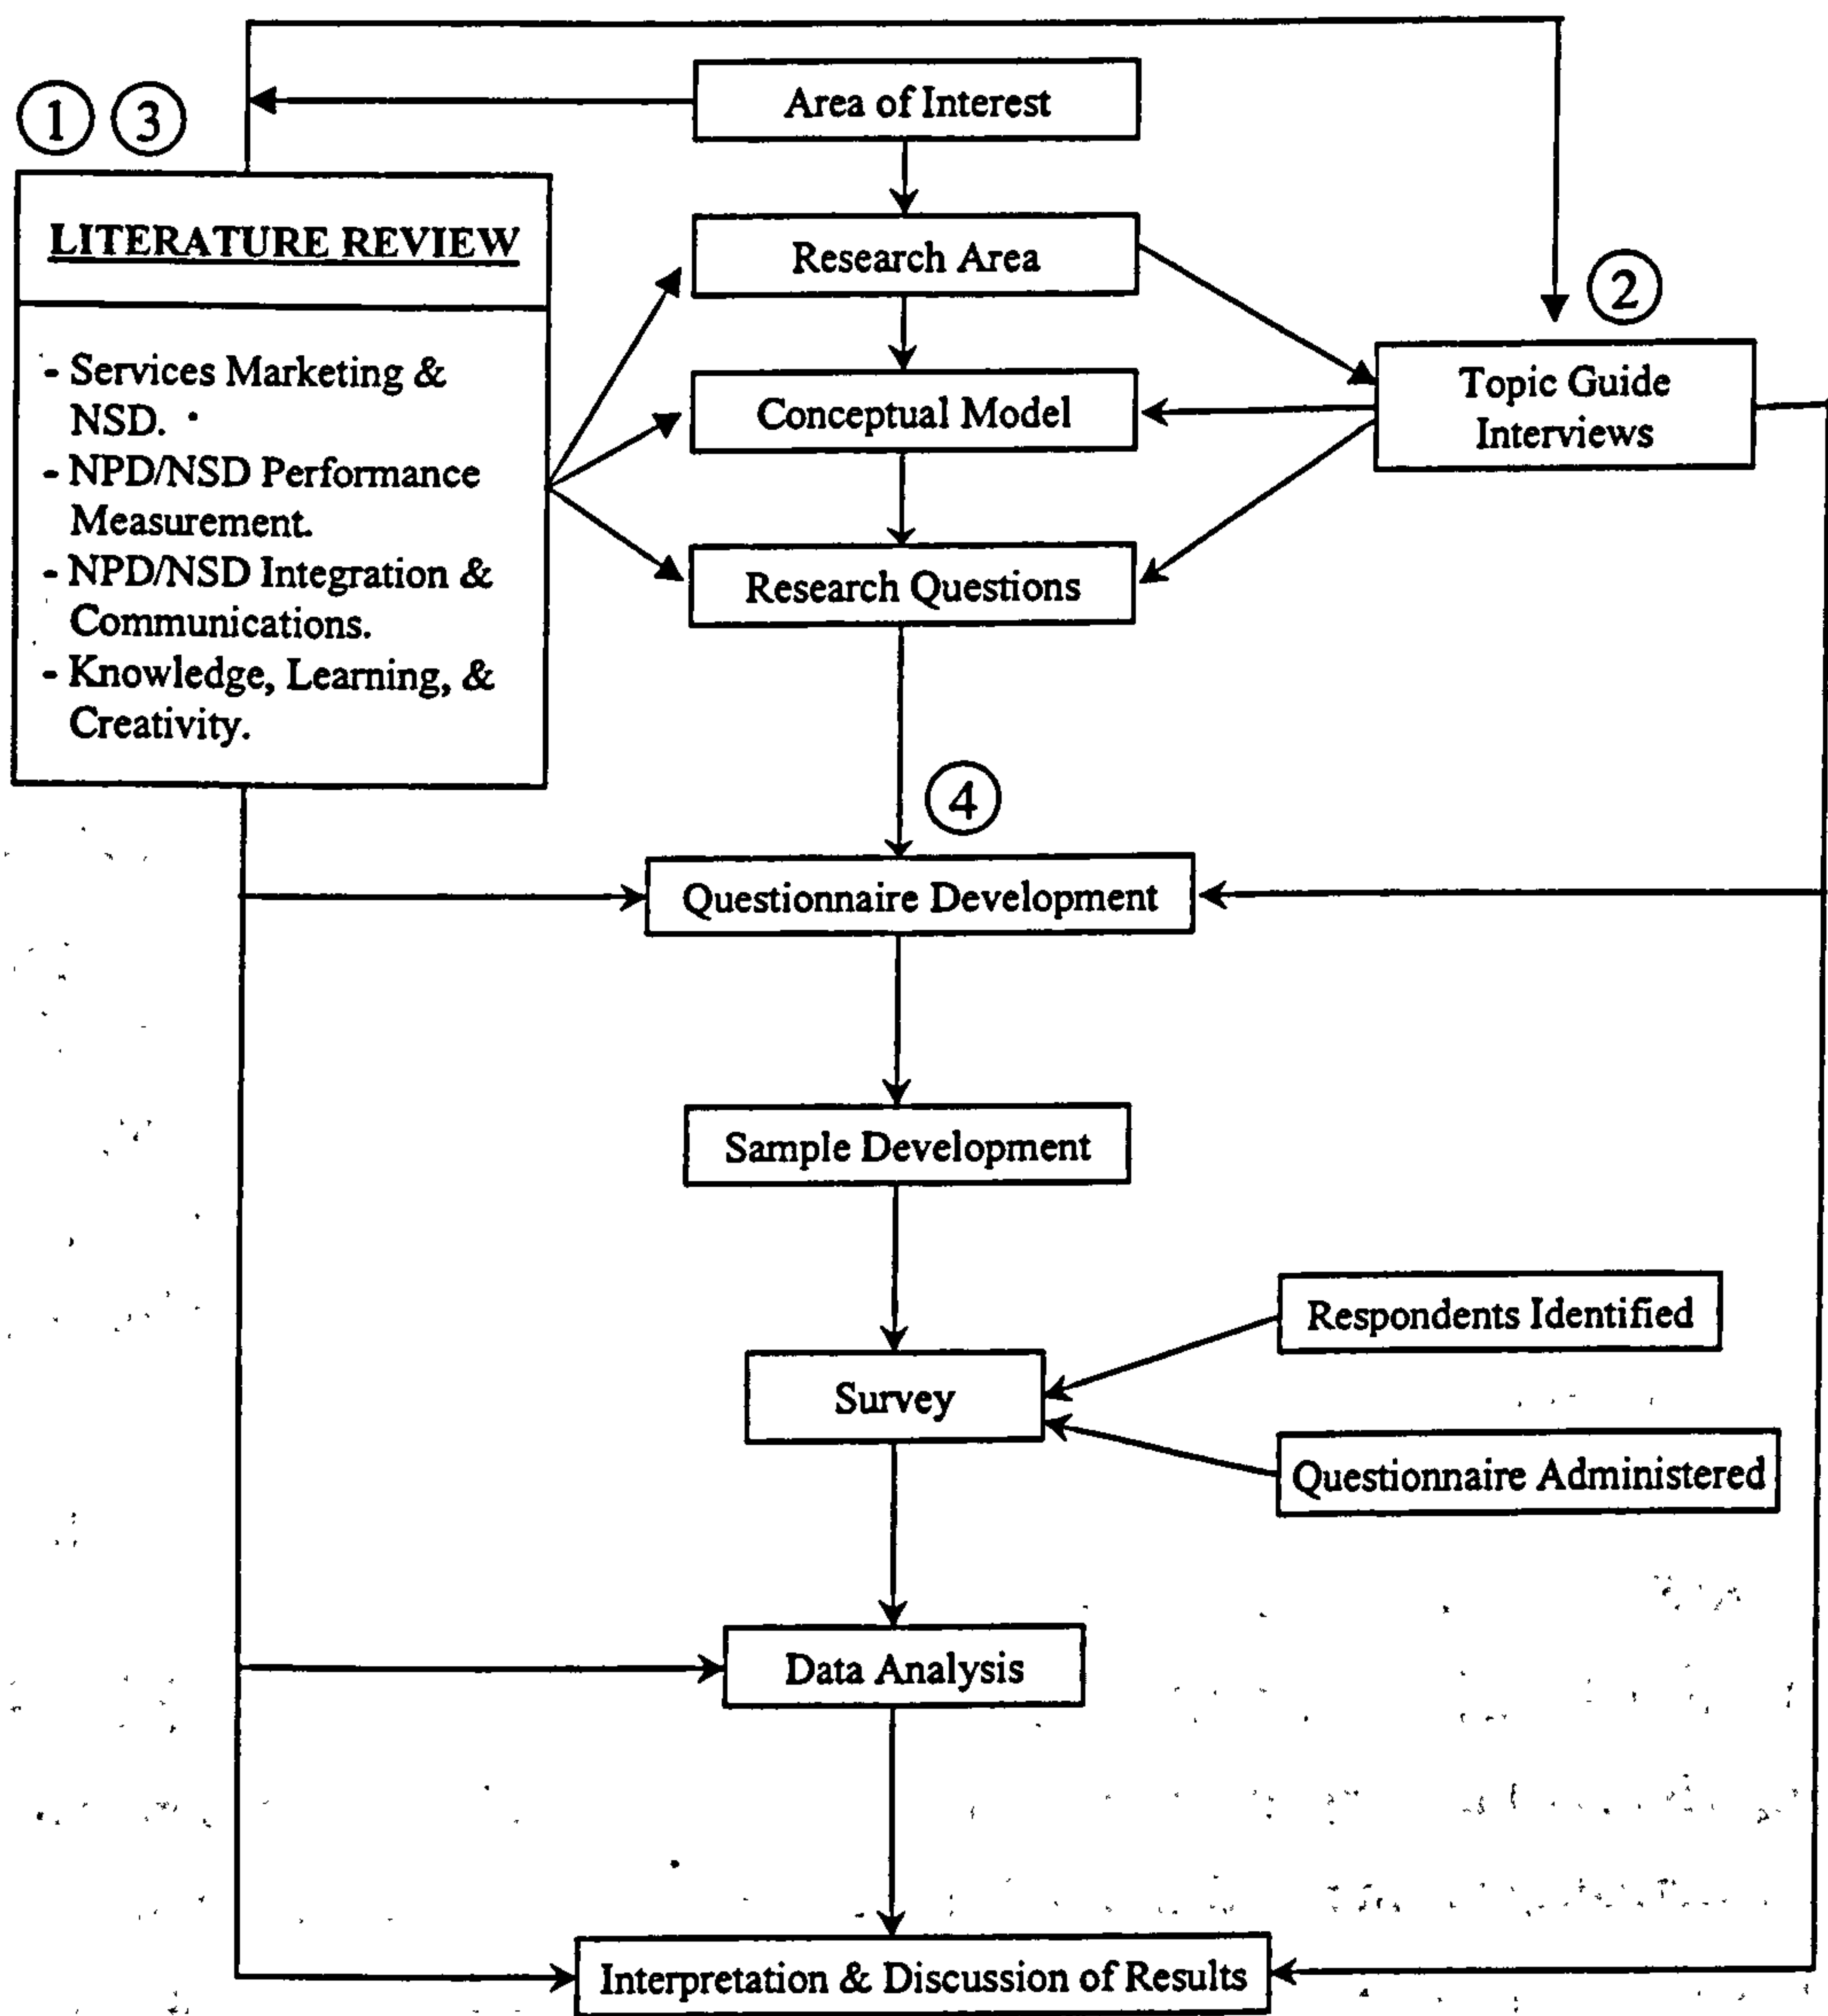 Area of Interest
1 3
LITERATURE REVIEW
- Services Marketing &
NSD.
- NPD/NSD Performance
Measurement.
- NPD/NSD Integration &
Communications.
- Knowledge, Learning, &
Creativity.
Research Area
Conceptual Model
Research Questions
2
Topic Guide
Interviews
4
Questionnaire Development
Sample Development
Respondents Identified
Survey
Questionnaire Administered
Data Analysis
Interpretation & Discussion of Results